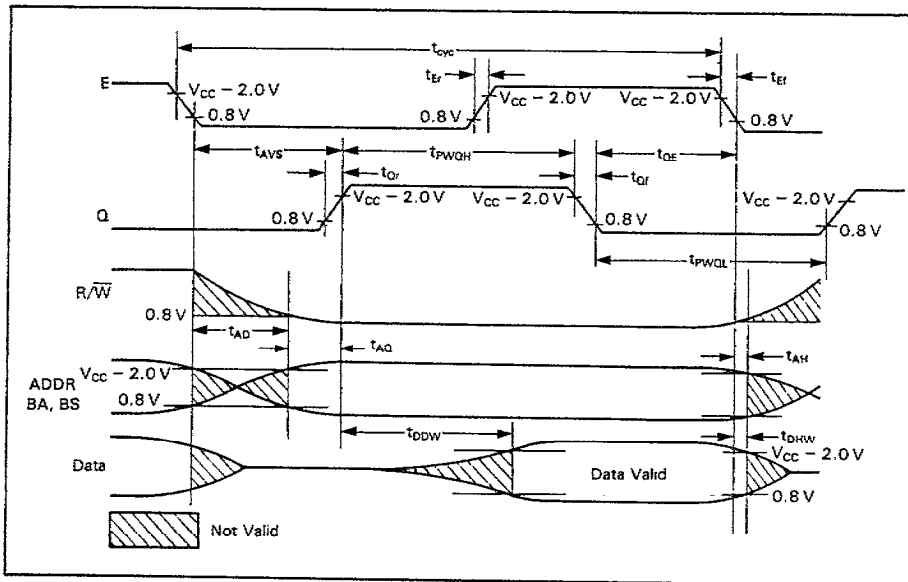 tcyc
E
tEr
tEf
VCC – 2.0 V
VCC – 2.0 V
VCC – 2.0 V
0.8 V
0.8 V
0.8 V
tAVS
tPWQH
tQE
tQr
tQf
Q
VCC – 2.0 V
VCC – 2.0 V
VCC – 2.0 V
0.8 V
0.8 V
0.8 V
tPWQL
R/W
0.8 V
tAD
tAQ
tAH
ADDR
BA, BS
VCC – 2.0 V
0.8 V
tDDW
tDHW
VCC – 2.0 V
Data
Data Valid
0.8 V
Not Valid